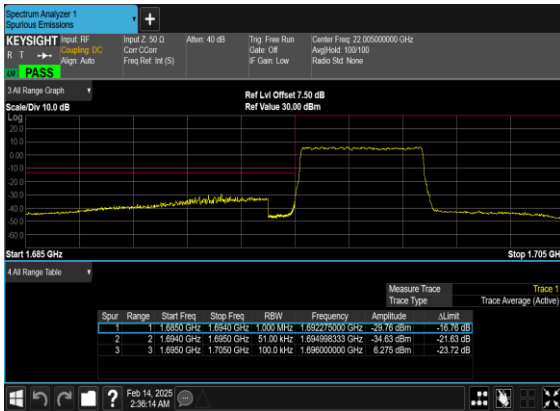 Spectrum Analyzer 1
Spurious Emissions
KEYSIGHT Input: RF Input Z: 50 Ω Atten: 40 dB Trig: Free Run Center Freq: 22.005000000 GHz
R T Coupling: DC Corr CCorr Gate: Off Avg|Hold: 100/100
Align: Auto Freq Ref: Int (S) IF Gain: Low Radio Std: None
PASS
3 All Range Graph
Ref Lvl Offset 7.50 dB
Scale/Div 10.0 dB Ref Value 30.00 dBm
Log
20.0
10.0
0.00
-10.0
-20.0
-30.0
-40.0
-50.0
-60.0
Start 1.685 GHz Stop 1.705 GH
4 All Range Table
Measure Trace Trace 1
Trace Type Trace Average (Active)
Spur Range Start Freq Stop Freq RBW Frequency Amplitude ΔLimit
1 1 1.6850 GHz 1.6940 GHz 1.000 MHz 1.692275000 GHz -29.76 dBm -16.76 dB
2 2 1.6940 GHz 1.6950 GHz 51.00 kHz 1.694998333 GHz -34.63 dBm -21.63 dB
3 3 1.6950 GHz 1.7050 GHz 100.0 kHz 1.696000000 GHz 6.275 dBm -23.72 dB
Feb 14, 2025
2:36:14 AM